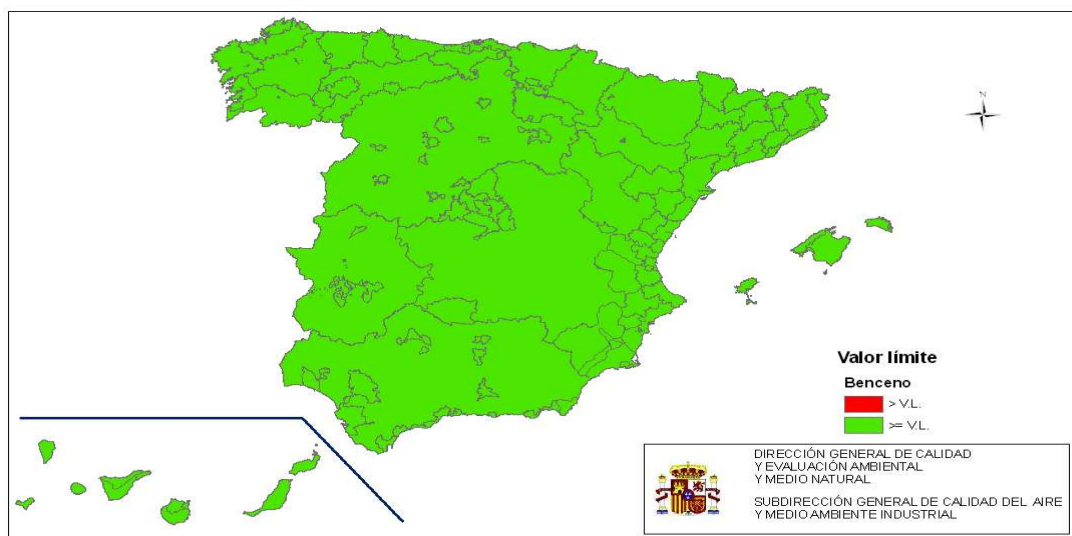 N
Valor límite
Benceno
> V.L.
>= V.L.
DIRECCIÓN GENERAL DE CALIDAD
Y EVALUACIÓN AMBIENTAL
Y MEDIO NATURAL
SUBDIRECCIÓN GENERAL DE CALIDAD DEL AIRE
Y MEDIO AMBIENTE INDUSTRIAL